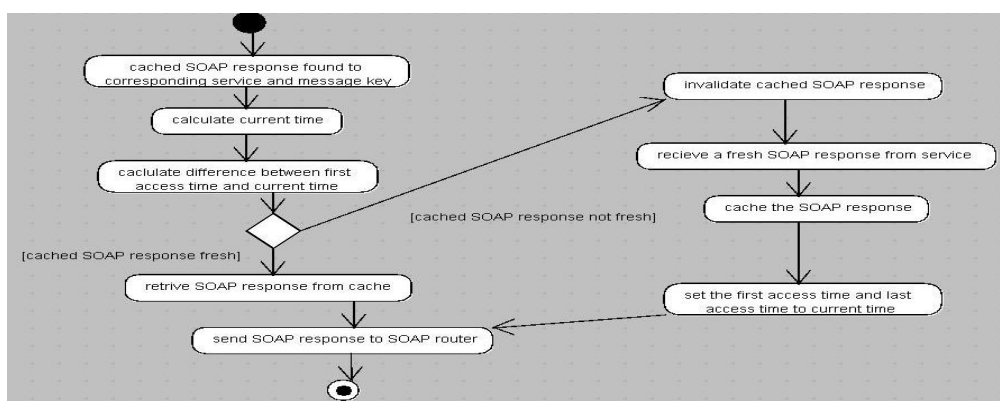 cached SOAP response found to
corresponding service and message key
calculate current time
caclulate difference between first
access time and current time
[cached SOAP response fresh]
retrive SOAP response from cache
send SOAP response to SOAP router
[cached SOAP response not fresh]
invalidate cached SOAP response
recieve a fresh SOAP response from service
cache the SOAP response
set the first access time and last
access time to current time